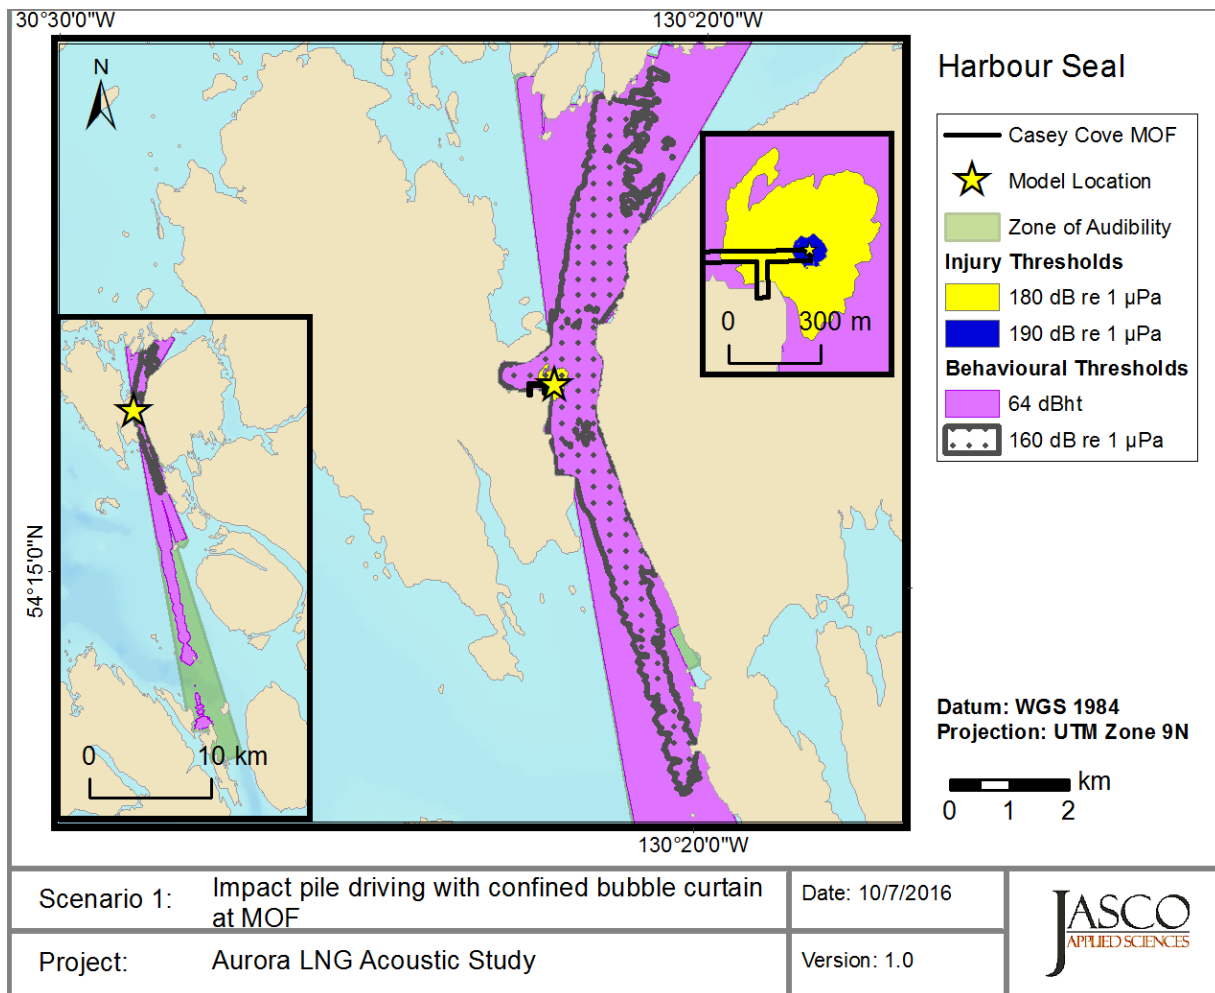 30°30'0"W
130°20'0"W
N
54°15'0"N
0 10 km
0 300 m
130°20'0"W
Harbour Seal
Casey Cove MOF
Model Location
Zone of Audibility
Injury Thresholds
180 dB re 1 µPa
190 dB re 1 µPa
Behavioural Thresholds
64 dBht
160 dB re 1 µPa
Datum: WGS 1984
Projection: UTM Zone 9N
km
0 1 2
Scenario 1:
Impact pile driving with confined bubble curtain
at MOF
Date: 10/7/2016
Project:
Aurora LNG Acoustic Study
Version: 1.0
JASCO
APPLIED SCIENCES